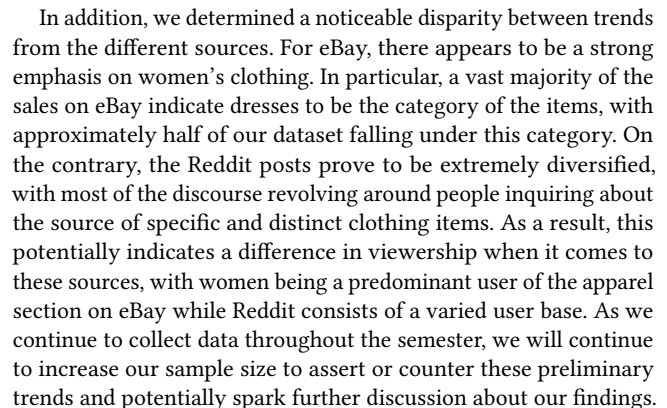 In addition, we determined a noticeable disparity between trends
from the different sources. For eBay, there appears to be a strong
emphasis on women's clothing. In particular, a vast majority of the
sales on eBay indicate dresses to be the category of the items, with
approximately half of our dataset falling under this category. On
the contrary, the Reddit posts prove to be extremely diversified,
with most of the discourse revolving around people inquiring about
the source of specific and distinct clothing items. As a result, this
potentially indicates a difference in viewership when it comes to
these sources, with women being a predominant user of the apparel
section on eBay while Reddit consists of a varied user base. As we
continue to collect data throughout the semester, we will continue
to increase our sample size to assert or counter these preliminary
trends and potentially spark further discussion about our findings.